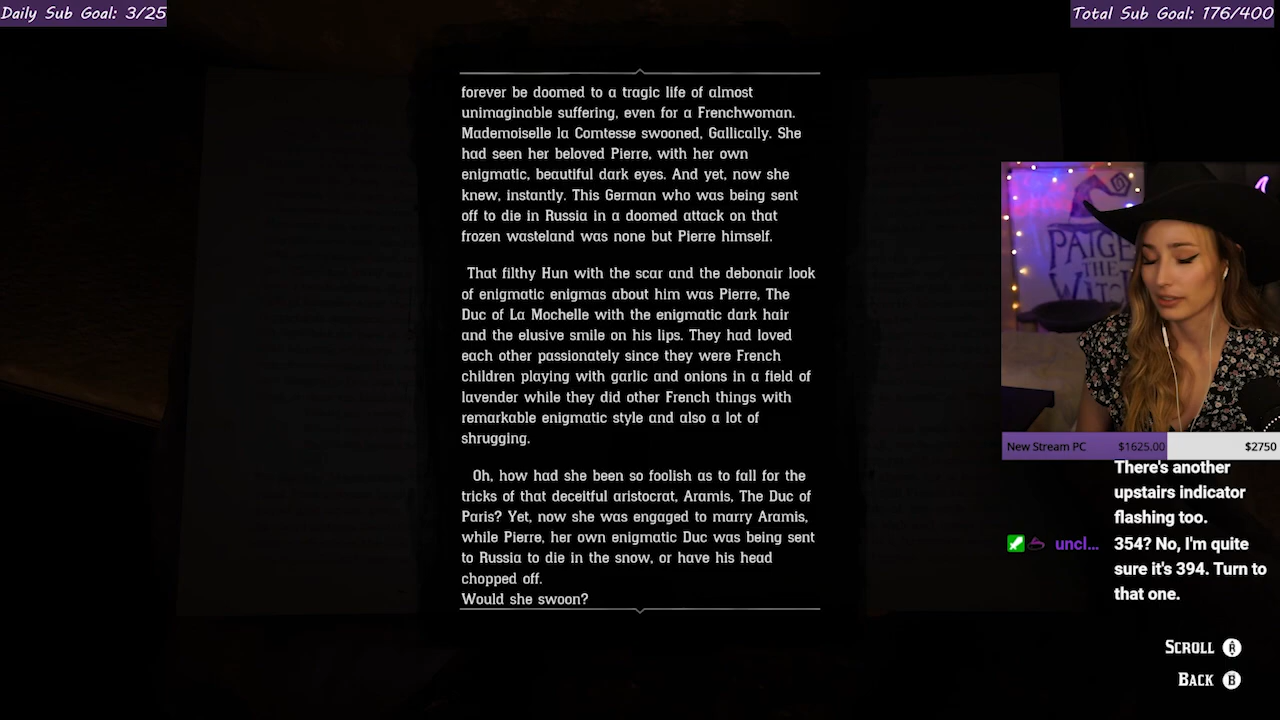 Daily Sub Goal: 3/25
Total Sub Goal: 176/400
forever be doomed to a tragic life of almost
unimaginable suffering, even for a Frenchwoman.
Mademoiselle la Comtesse swooned, Gallically. She
had seen her beloved Pierre, with her own
enigmatic, beautiful dark eyes. And yet, now she
knew, instantly. This German who was being sent
off to die in Russia in a doomed attack on that
frozen wasteland was none but Pierre himself.
That filthy Hun with the scar and the debonair look
of enigmatic enigmas about him was Pierre, The
Duc of La Mochelle with the enigmatic dark hair
and the elusive smile on his lips. They had loved
each other passionately since they were French
children playing with garlic and onions in a field of
lavender while they did other French things with
remarkable enigmatic style and also a lot of
shrugging.
Oh, how had she been so foolish as to fall for the
tricks of that deceitful aristocrat, Aramis, The Duc of
Paris? Yet, now she was engaged to marry Aramis,
while Pierre, her own enigmatic Duc was being sent
to Russia to die in the snow, or have his head
chopped off.
Would she swoon?
PAIGE
THE
WITCH
New Stream PC $1625.00 $2750
There's another
upstairs indicator
flashing too.
uncl... 354? No, I'm quite
sure it's 394. Turn to
that one.
SCROLL R
BACK B